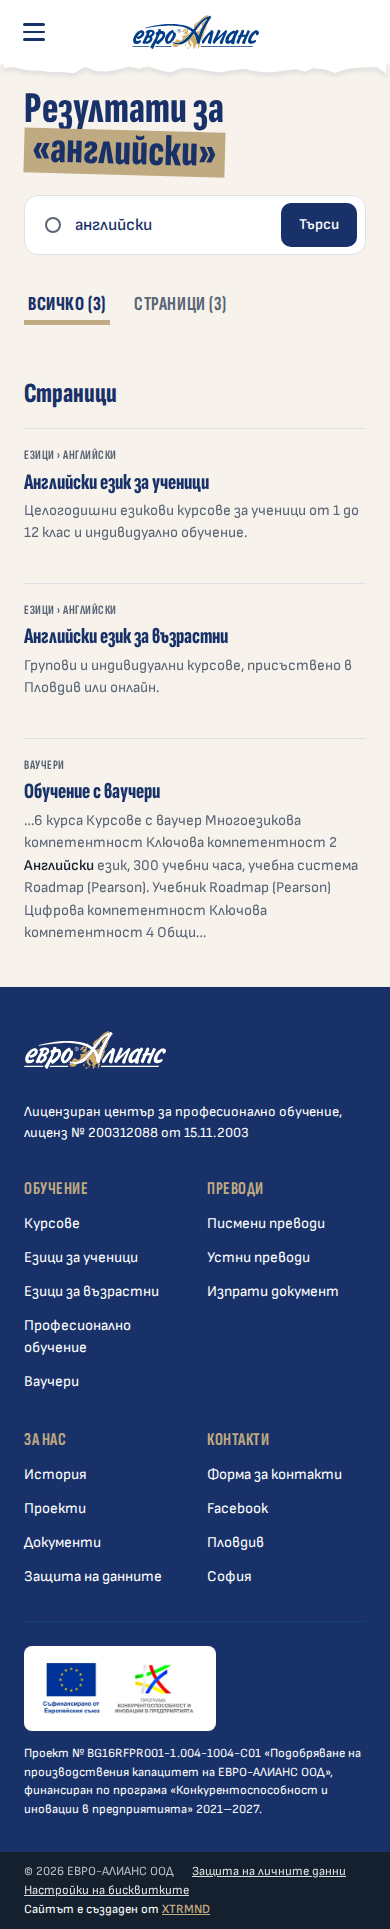 евроАлианс
Резултати за
«английски»
английски
Търси
ВСИЧКО (3) СТРАНИЦИ (3)
Страници
ЕЗИЦИ › АНГЛИЙСКИ
Английски език за ученици
Целогодишни езикови курсове за ученици от 1 до
12 клас и индивидуално обучение.
ЕЗИЦИ › АНГЛИЙСКИ
Английски език за възрастни
Групови и индивидуални курсове, присъствено в
Пловдив или онлайн.
ВАУЧЕРИ
Обучение с ваучери
…6 курса Курсове с ваучер Многоезикова
компетентност Ключова компетентност 2
Английски език, 300 учебни часа, учебна система
Roadmap (Pearson). Учебник Roadmap (Pearson)
Цифрова компетентност Ключова
компетентност 4 Общи…
евроАлианс
Лицензиран център за професионално обучение,
лиценз № 200312088 от 15.11.2003
ОБУЧЕНИЕ
Курсове
Езици за ученици
Езици за възрастни
Професионално
обучение
Ваучери
ПРЕВОДИ
Писмени преводи
Устни преводи
Изпрати документ
ЗА НАС
История
Проекти
Документи
Защита на данните
КОНТАКТИ
Форма за контакти
Facebook
Пловдив
София
Съфинансирано от
Европейския съюз
ПРОГРАМА
КОНКУРЕНТОСПОСОБНОСТ И
ИНОВАЦИИ В ПРЕДПРИЯТИЯТА
Проект № BG16RFPR001-1.004-1004-C01 «Подобряване на
производствения капацитет на ЕВРО-АЛИАНС ООД»,
финансиран по програма «Конкурентоспособност и
иновации в предприятията» 2021–2027.
© 2026 ЕВРО-АЛИАНС ООД Защита на личните данни
Настройки на бисквитките
Сайтът е създаден от XTRMND